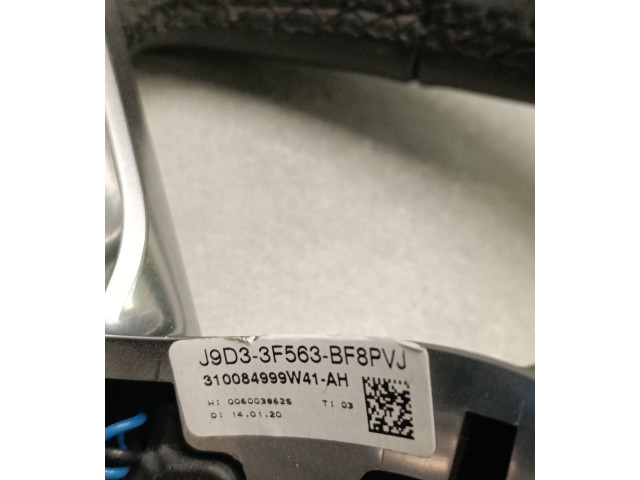 J9D3-3F563-BF8PVJ
310084999W41-AH
W: 0060038625 T: 03
D: 14.01.20